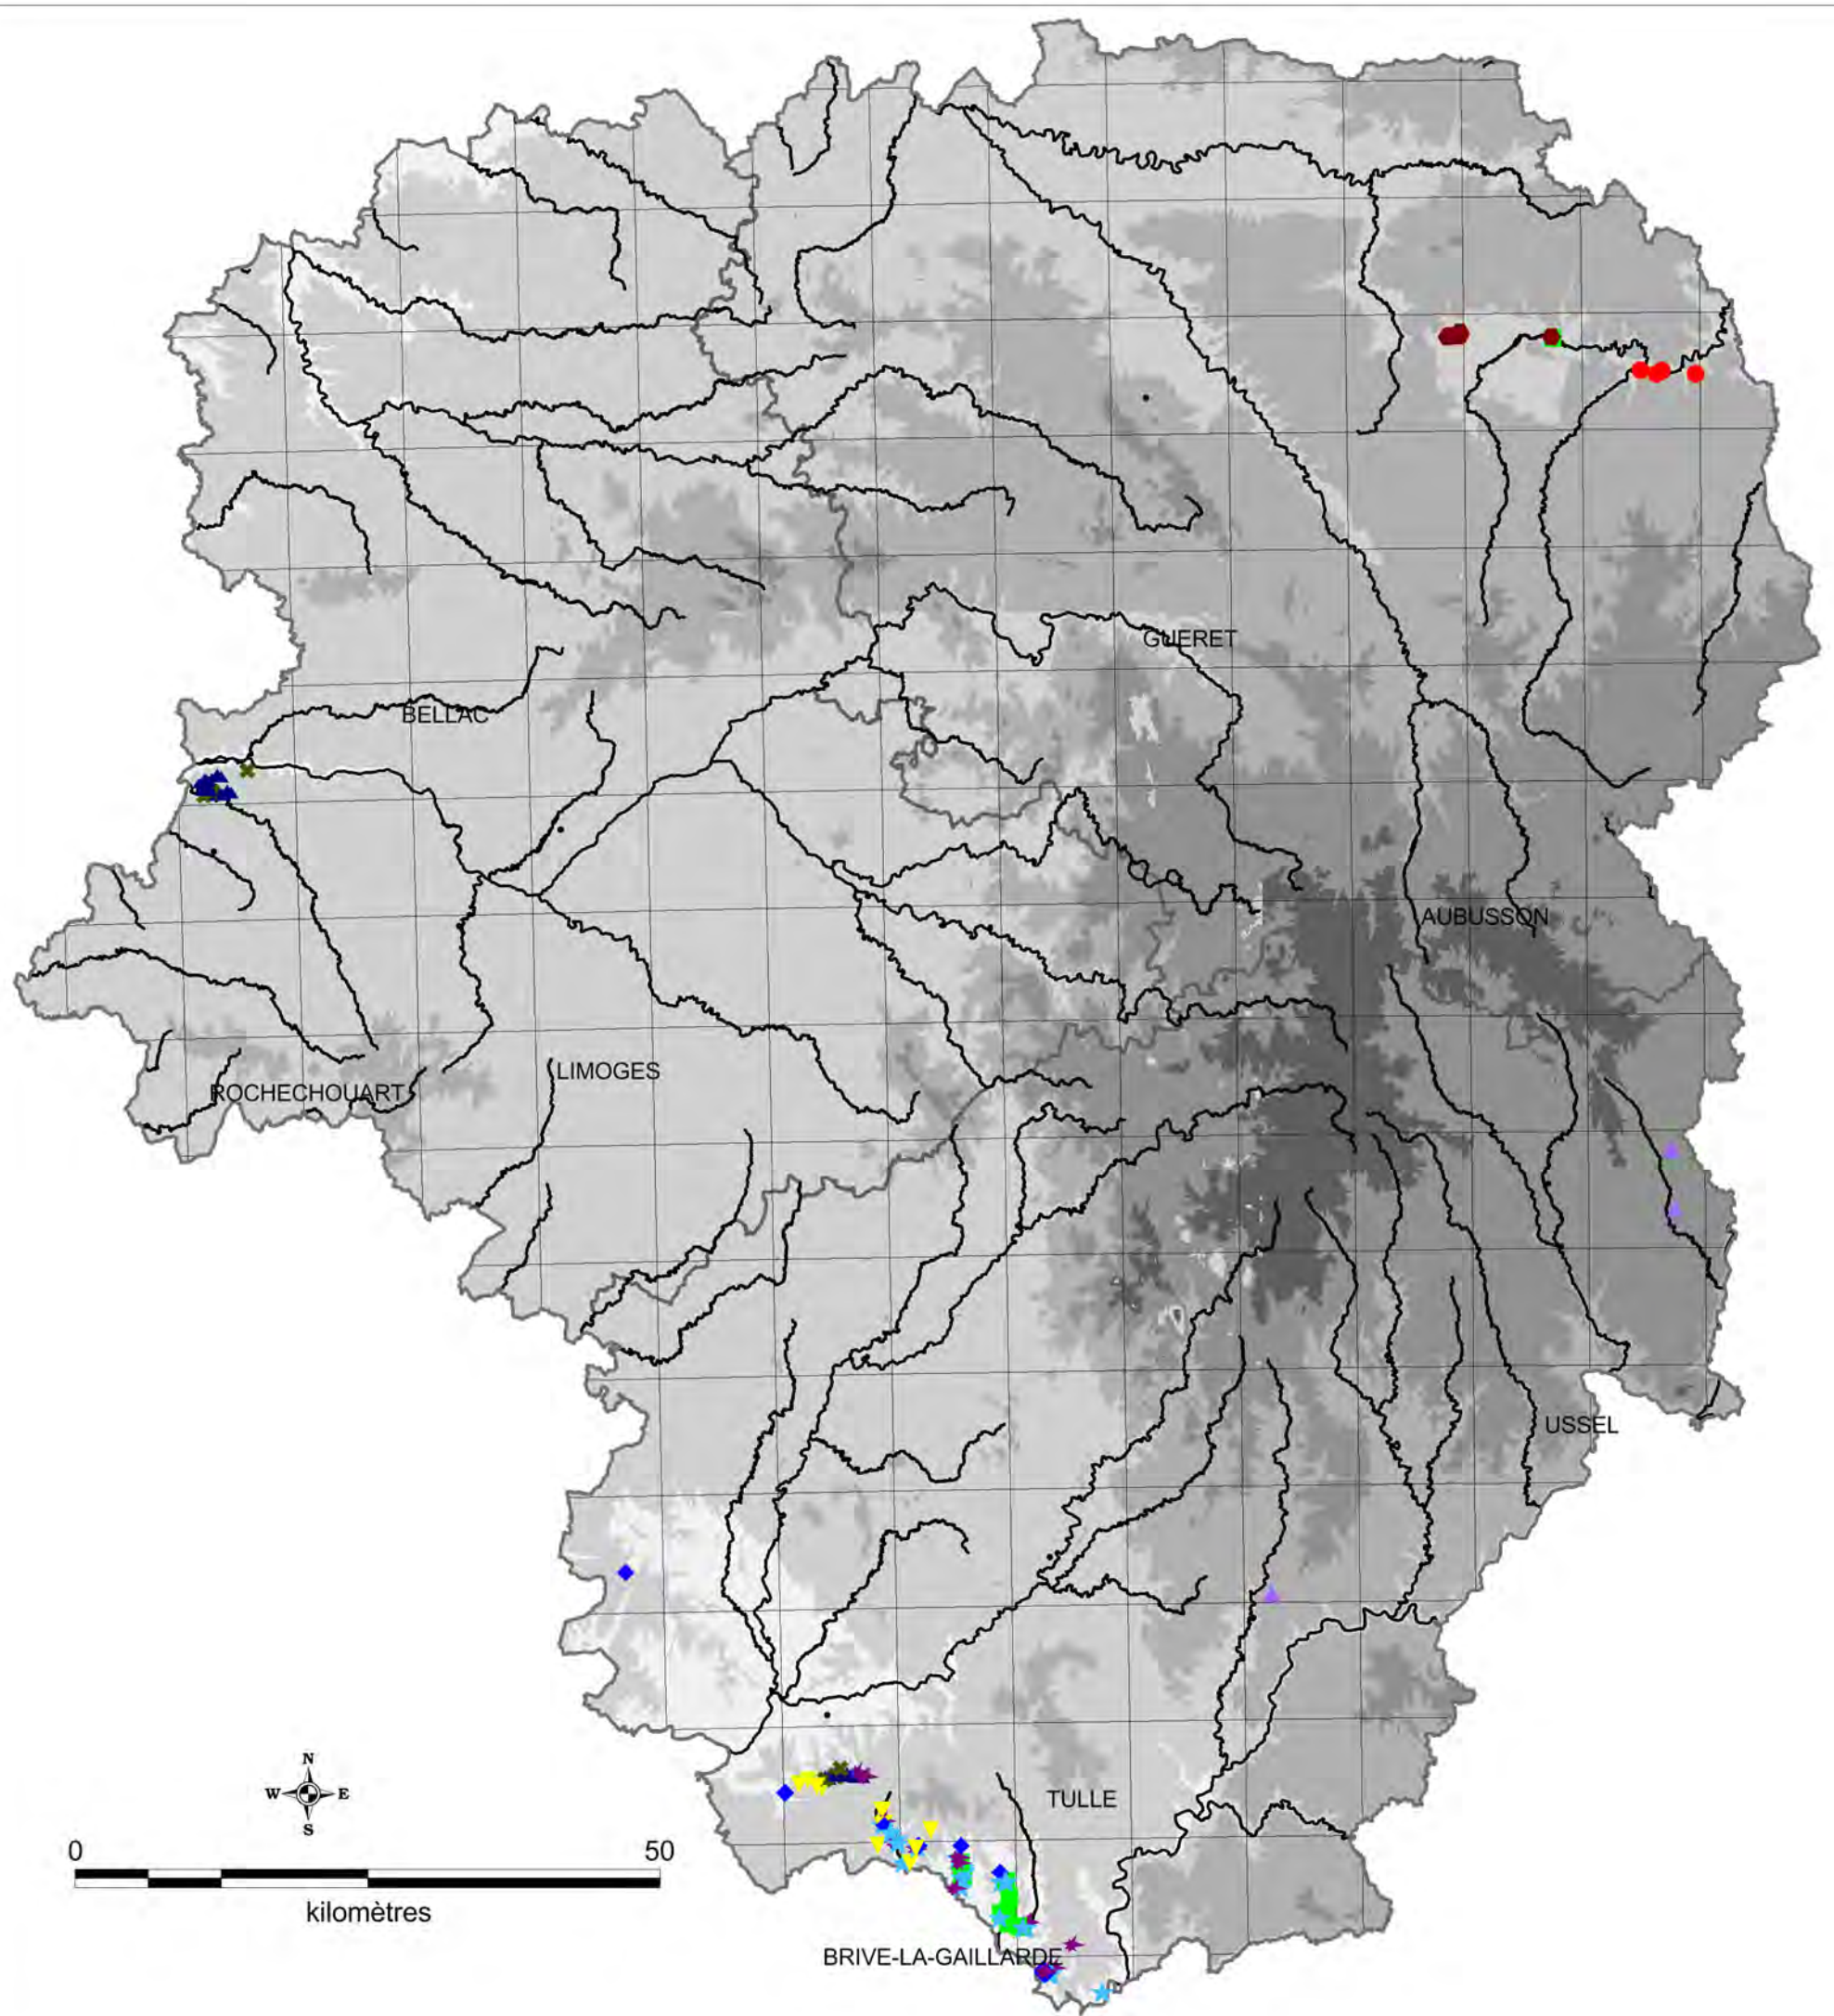 GUERET
BELLAC
AUBUSSON
LIMOGES
ROCHECHOUART
USSEL
N
W E
S
TULLE
0 50
kilomètres
BRIVE-LA-GAILLARDE